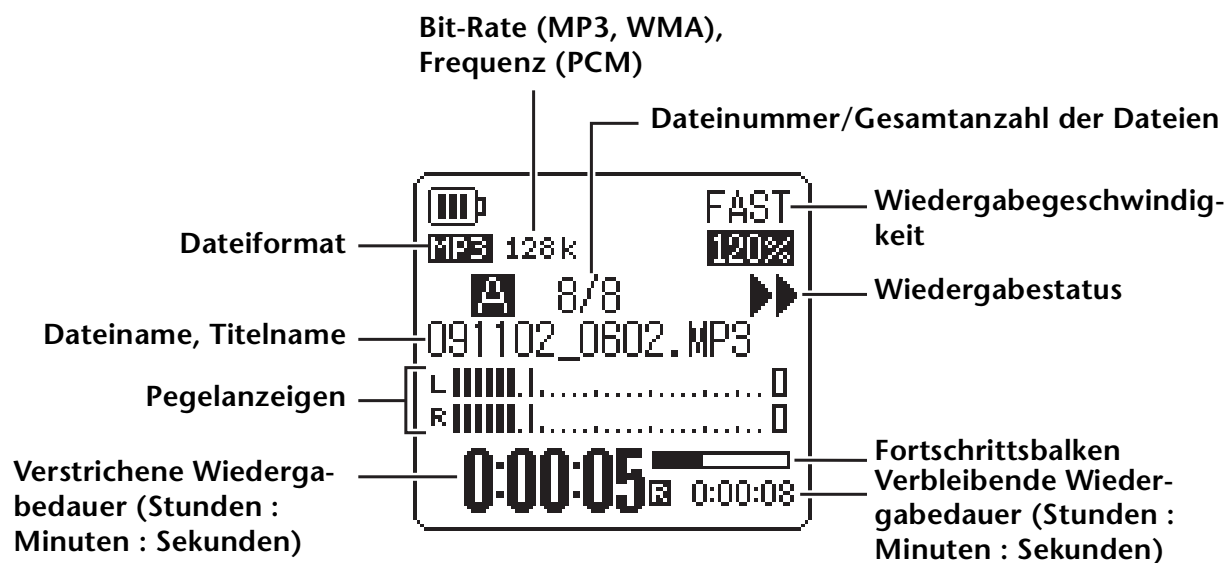 Bit-Rate (MP3, WMA),
Frequenz (PCM)
Dateinummer/Gesamtanzahl der Dateien
FAST
Wiedergabegeschwindig-
keit
Dateiformat
MP3 128k
120%
A 8/8
Wiedergabestatus
Dateiname, Titelname
091102_0602.MP3
Pegelanzeigen
L
R
Verstrichene Wiederga-
bedauer (Stunden :
Minuten : Sekunden)
0:00:05
R 0:00:08
Fortschrittsbalken
Verbleibende Wieder-
gabedauer (Stunden :
Minuten : Sekunden)